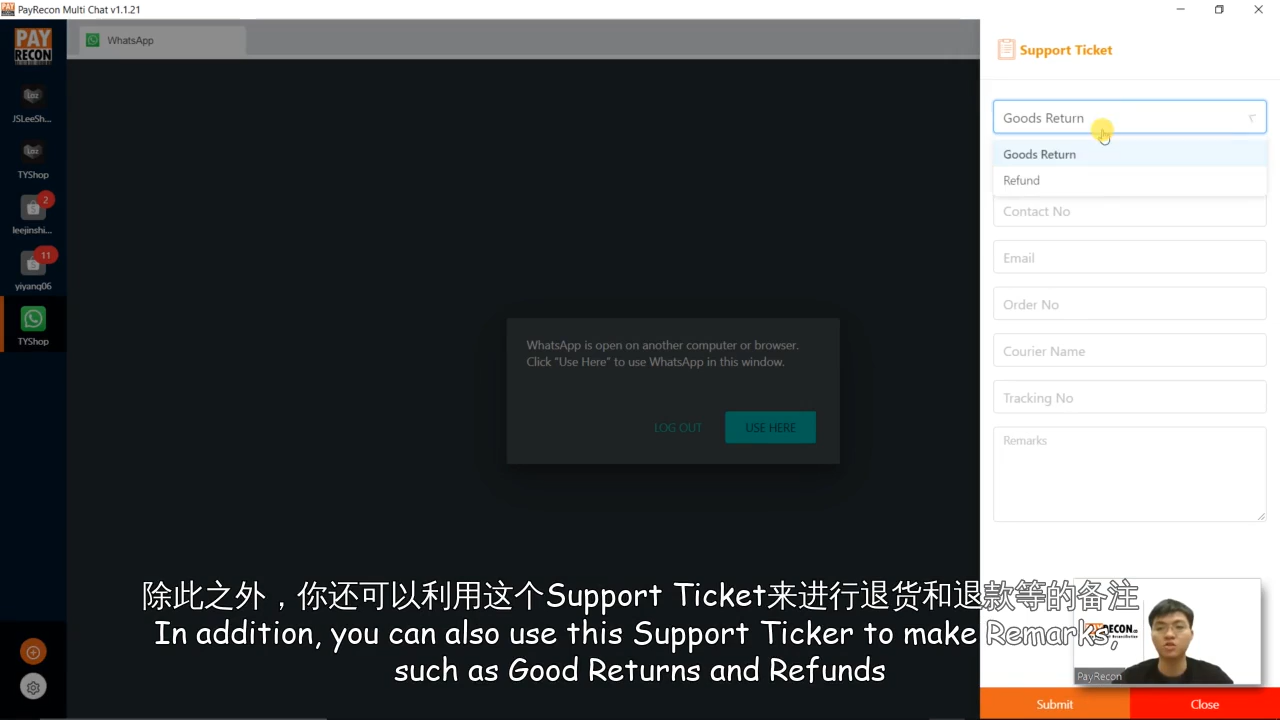 PayRecon Multi Chat v1.1.21
PAY
RECON
WhatsApp
Support Ticket
JSLeeSh...
TYShop
2
leejinshi...
11
yiyanq06
TYShop
Goods Return
Goods Return
Refund
Contact No
Email
Order No
Courier Name
Tracking No
Remarks
WhatsApp is open on another computer or browser.
Click “Use Here” to use WhatsApp in this window.
LOG OUT
USE HERE
除此之外，你还可以利用这个Support Ticket来进行退货和退款等的备注
In addition, you can also use this Support Ticker to make Remarks,
such as Good Returns and Refunds
PayRecon
Submit
Close